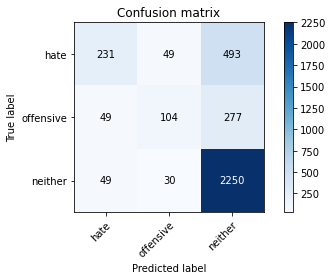 Confusion matrix
2250
2000
1750
1500
1250
1000
750
500
250
True label
hate 231 49 493
offensive 49 104 277
neither 49 30 2250
hate offensive neither
Predicted label